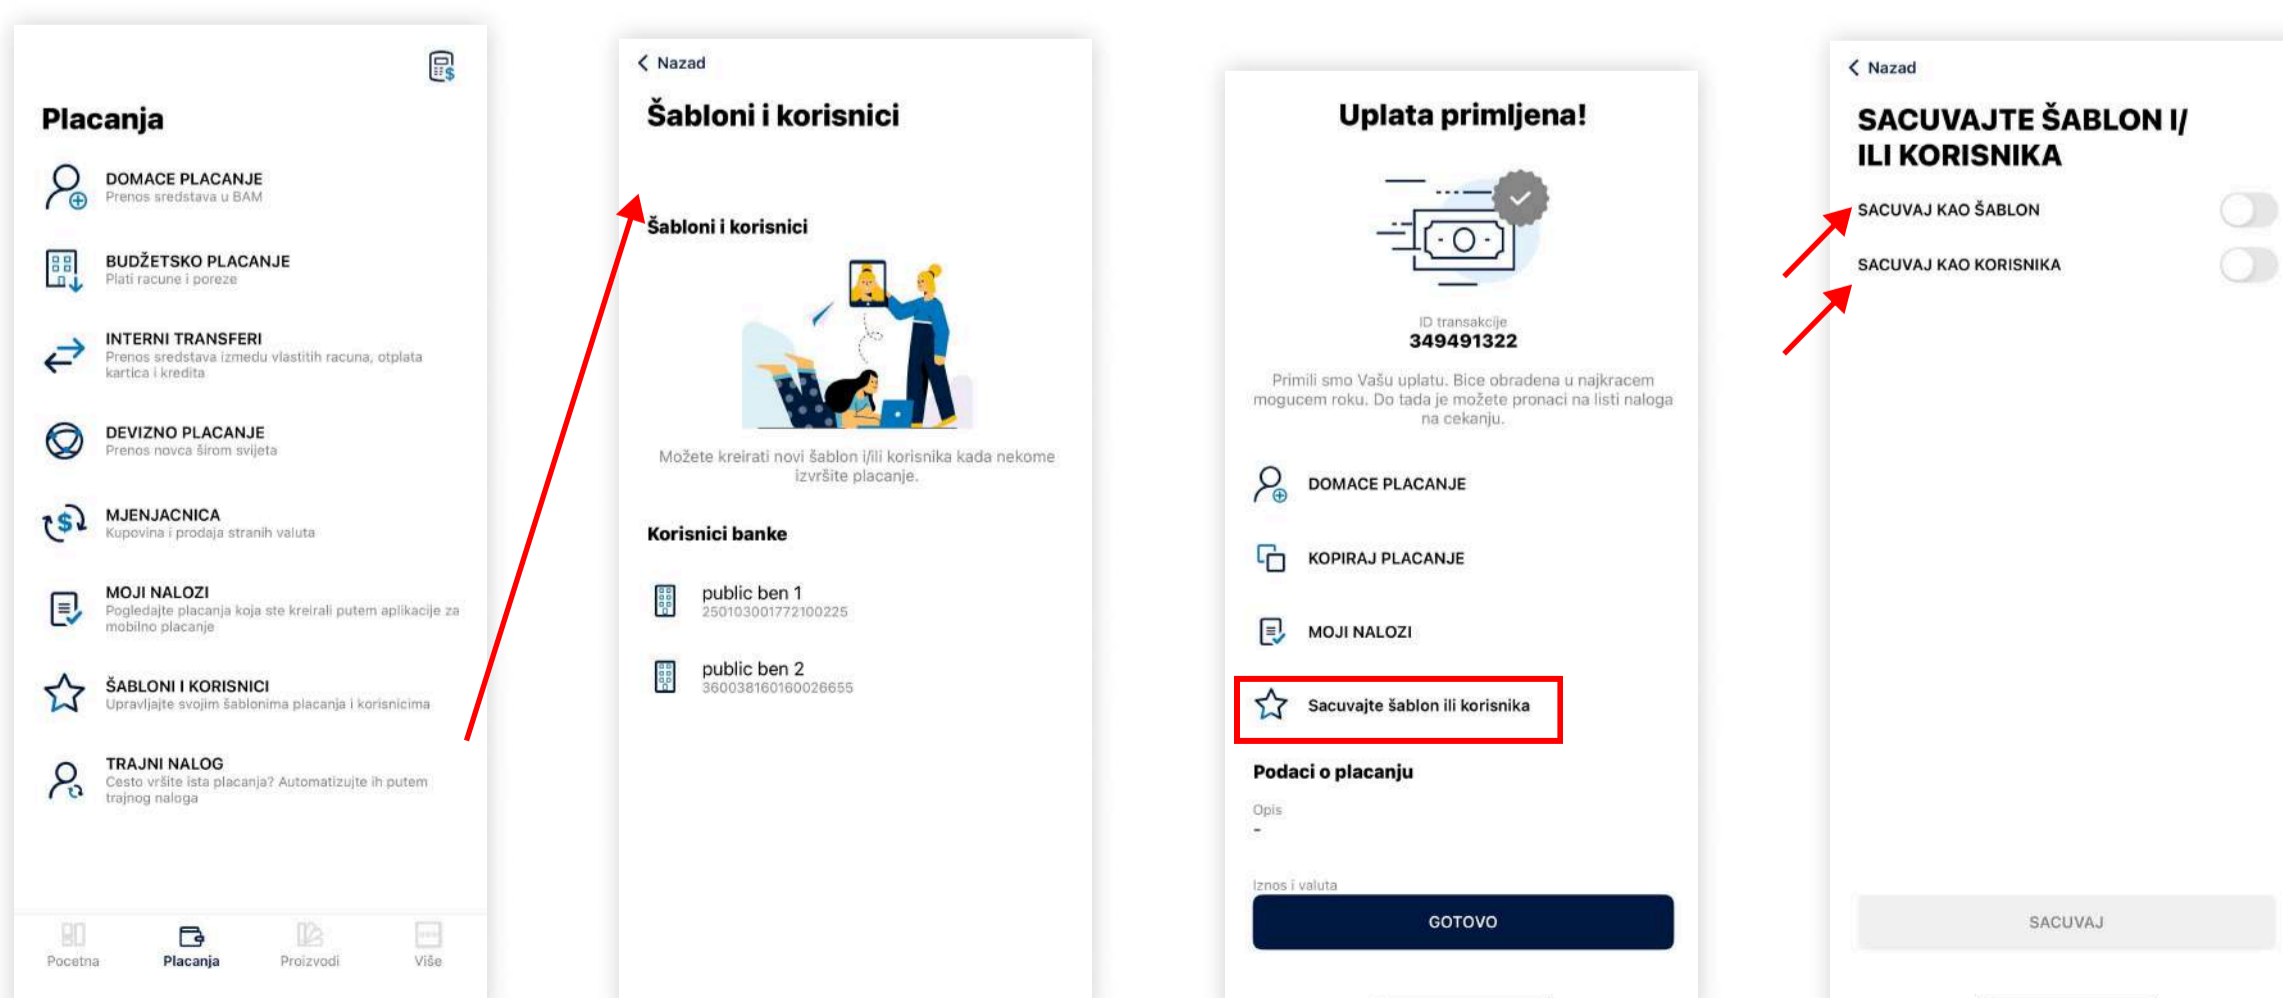 Placanja
DOMACE PLACANJE
Prenos sredstava u BAM
BUDŽETSKO PLACANJE
Plati racune i poreze
INTERNI TRANSFERI
Prenos sredstava izmedu vlastitih racuna, otplata
kartica i kredita
DEVIZNO PLACANJE
Prenos novca širom svijeta
MJENJACNICA
Kupovina i prodaja stranih valuta
MOJI NALOZI
Pogledajte placanja koja ste kreirali putem aplikacije za
mobilno placanje
ŠABLONI I KORISNICI
Upravljajte svojim šablonima placanja i korisnicima
TRAJNI NALOG
Cesto vršite ista placanja? Automatizujte ih putem
trajnog naloga
Pocetna
Placanja
Proizvodi
Više
Nazad
Šabloni i korisnici
Šabloni i korisnici
Možete kreirati novi šablon i/ili korisnika kada nekome
izvršite placanje.
Korisnici banke
public ben 1
250103001772100225
public ben 2
360038160160026655
Uplata primljena!
ID transakcije
349491322
Primili smo Vašu uplatu. Bice obradena u najkracem
mogucem roku. Do tada je možete pronaci na listi naloga
na cekanju.
DOMACE PLACANJE
KOPIRAJ PLACANJE
MOJI NALOZI
Sacuvajte šablon ili korisnika
Podaci o placanju
Opis
-
Iznos i valuta
GOTOVO
Nazad
SACUVAJTE ŠABLON I/
ILI KORISNIKA
SACUVAJ KAO ŠABLON
SACUVAJ KAO KORISNIKA
SACUVAJ